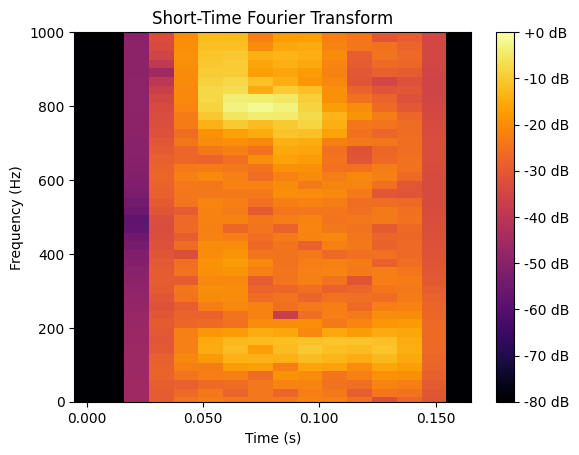 Short-Time Fourier Transform
1000
800
600
400
200
0
Frequency (Hz)
0.000
0.050
0.100
0.150
Time (s)
+0 dB
-10 dB
-20 dB
-30 dB
-40 dB
-50 dB
-60 dB
-70 dB
-80 dB